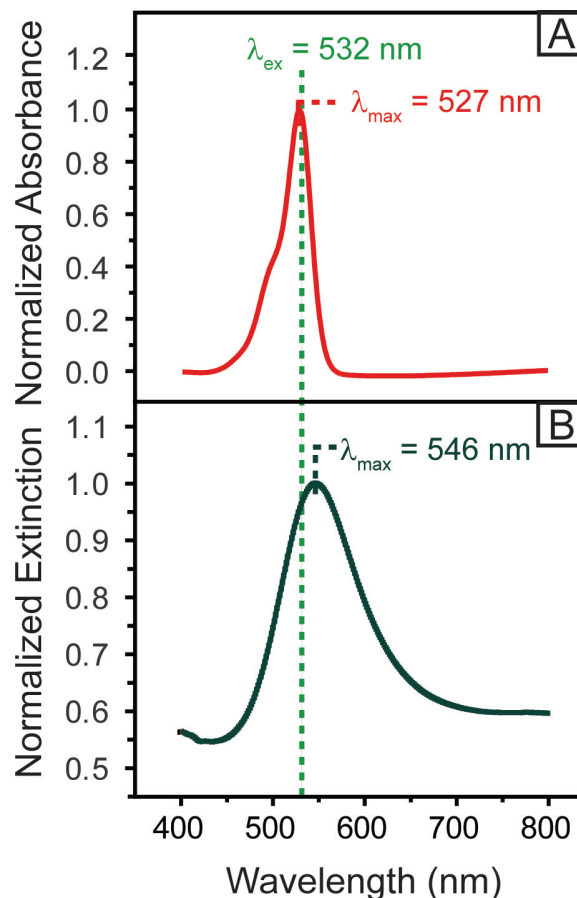 A
λex = 532 nm
λmax = 527 nm
Normalized Absorbance
1.2
1.0
0.8
0.6
0.4
0.2
0.0
B
λmax = 546 nm
Normalized Extinction
1.1
1.0
0.9
0.8
0.7
0.6
0.5
400 500 600 700 800
Wavelength (nm)